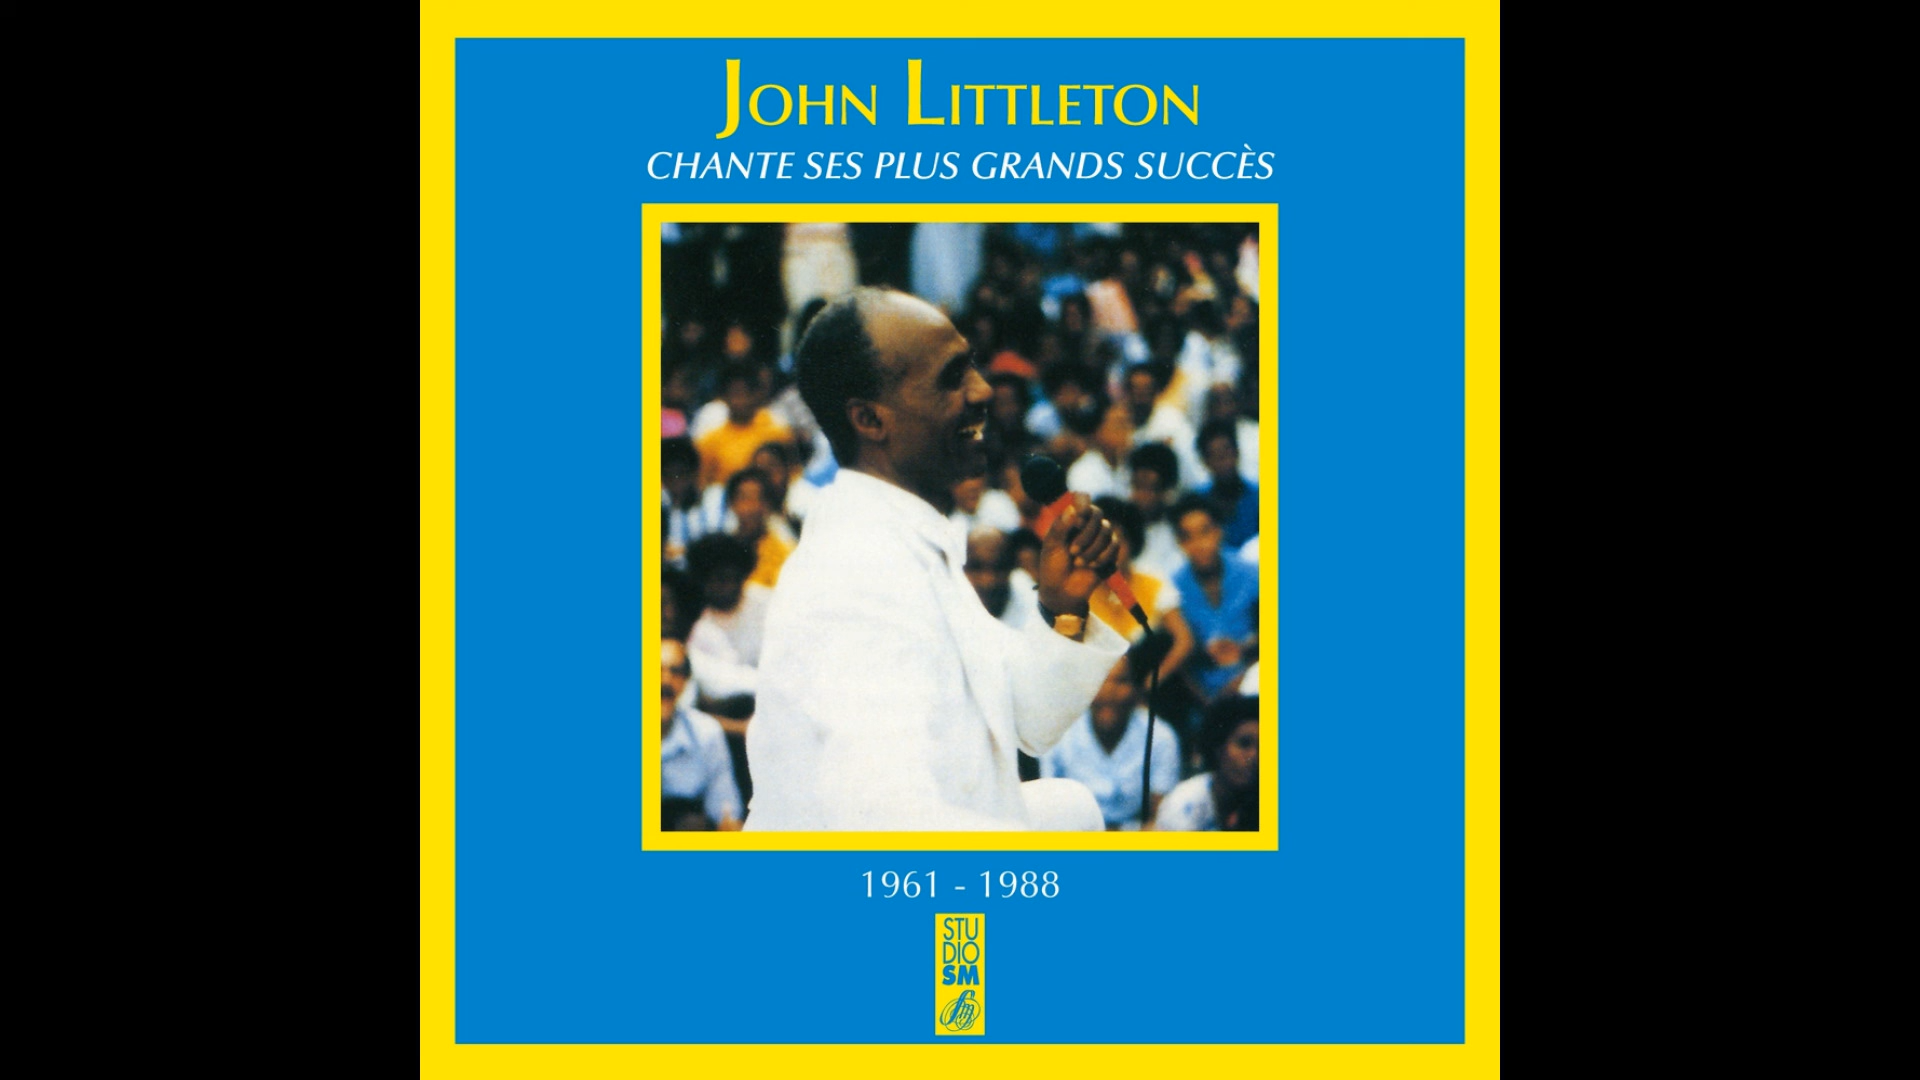 JOHN LITTLETON
CHANTE SES PLUS GRANDS SUCCÈS
1961 - 1988
STU
DIO
SM